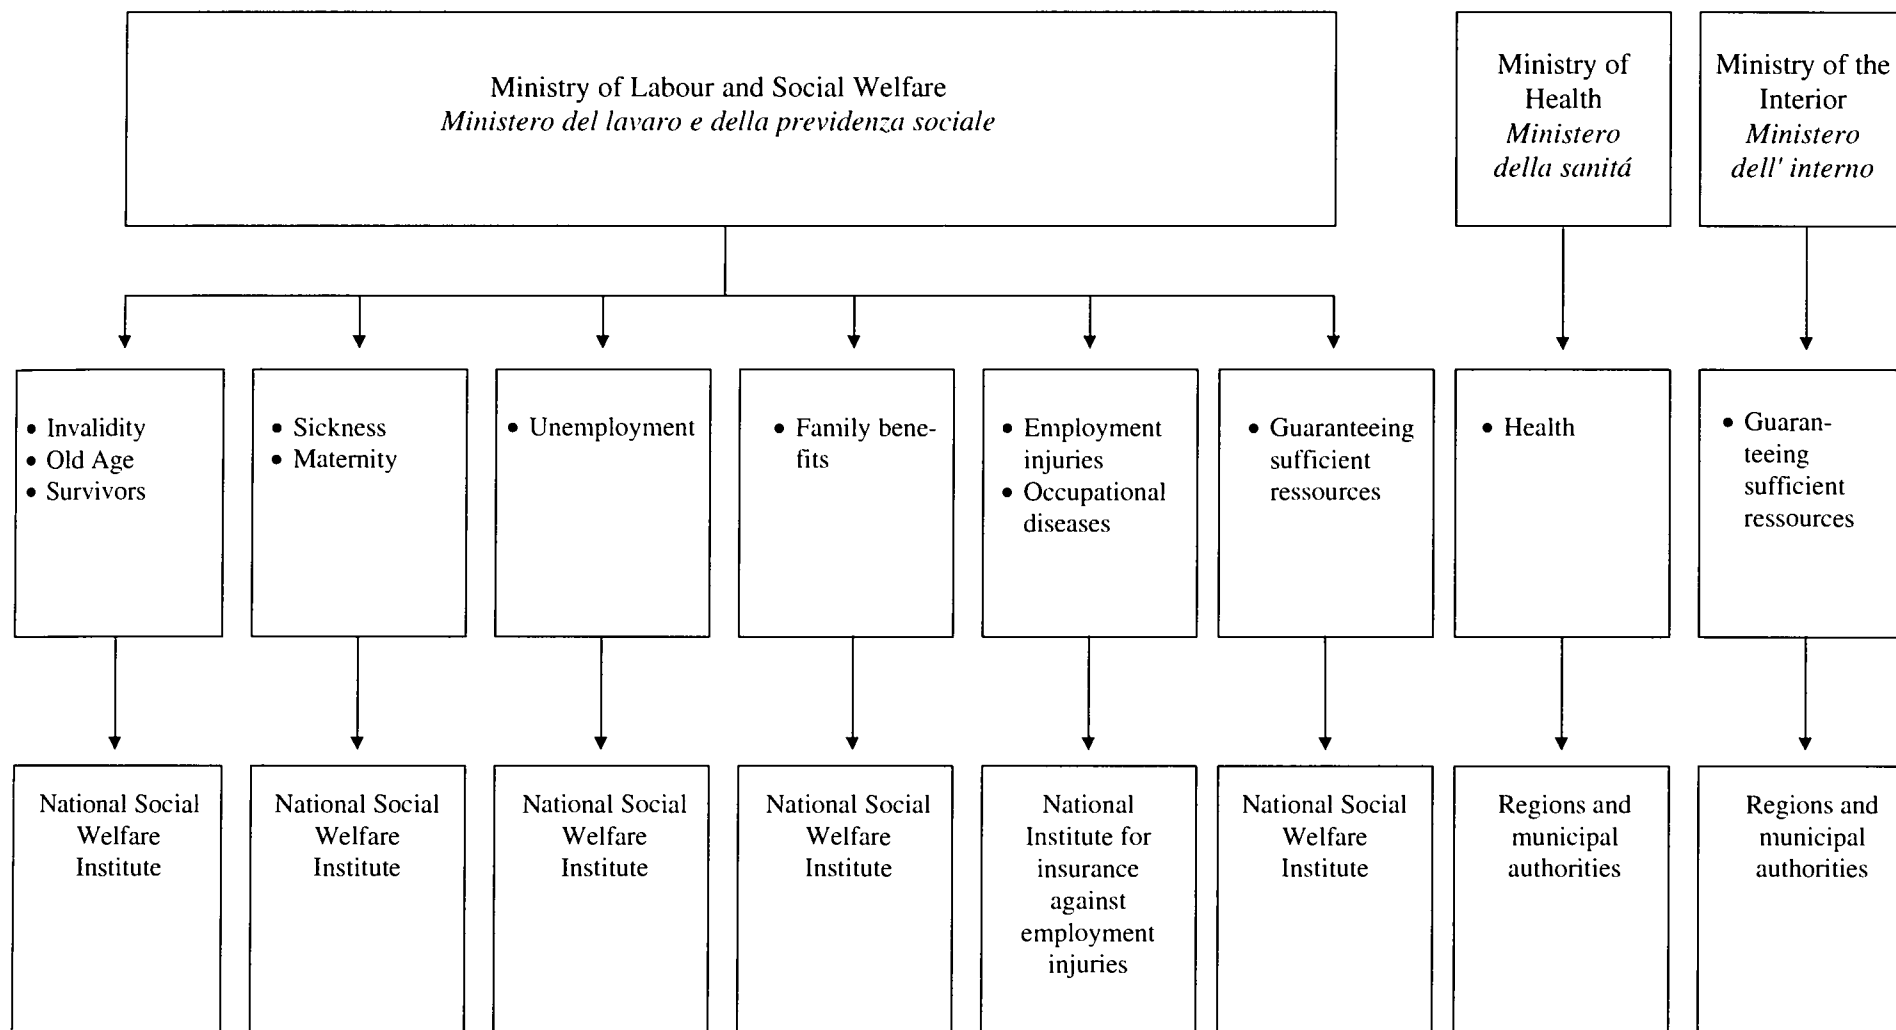 Ministry of Labour and Social Welfare
Ministero del lavaro e della previdenza sociale
Ministry of
Health
Ministero
della sanitá
Ministry of the
Interior
Ministero
dell' interno
• Invalidity
• Old Age
• Survivors
• Sickness
• Maternity
• Unemployment
• Family bene-
fits
• Employment
injuries
• Occupational
diseases
• Guaranteeing
sufficient
ressources
• Health
• Guaran-
teeing
sufficient
ressources
National Social
Welfare
Institute
National Social
Welfare
Institute
National Social
Welfare
Institute
National Social
Welfare
Institute
National
Institute for
insurance
against
employment
injuries
National Social
Welfare
Institute
Regions and
municipal
authorities
Regions and
municipal
authorities